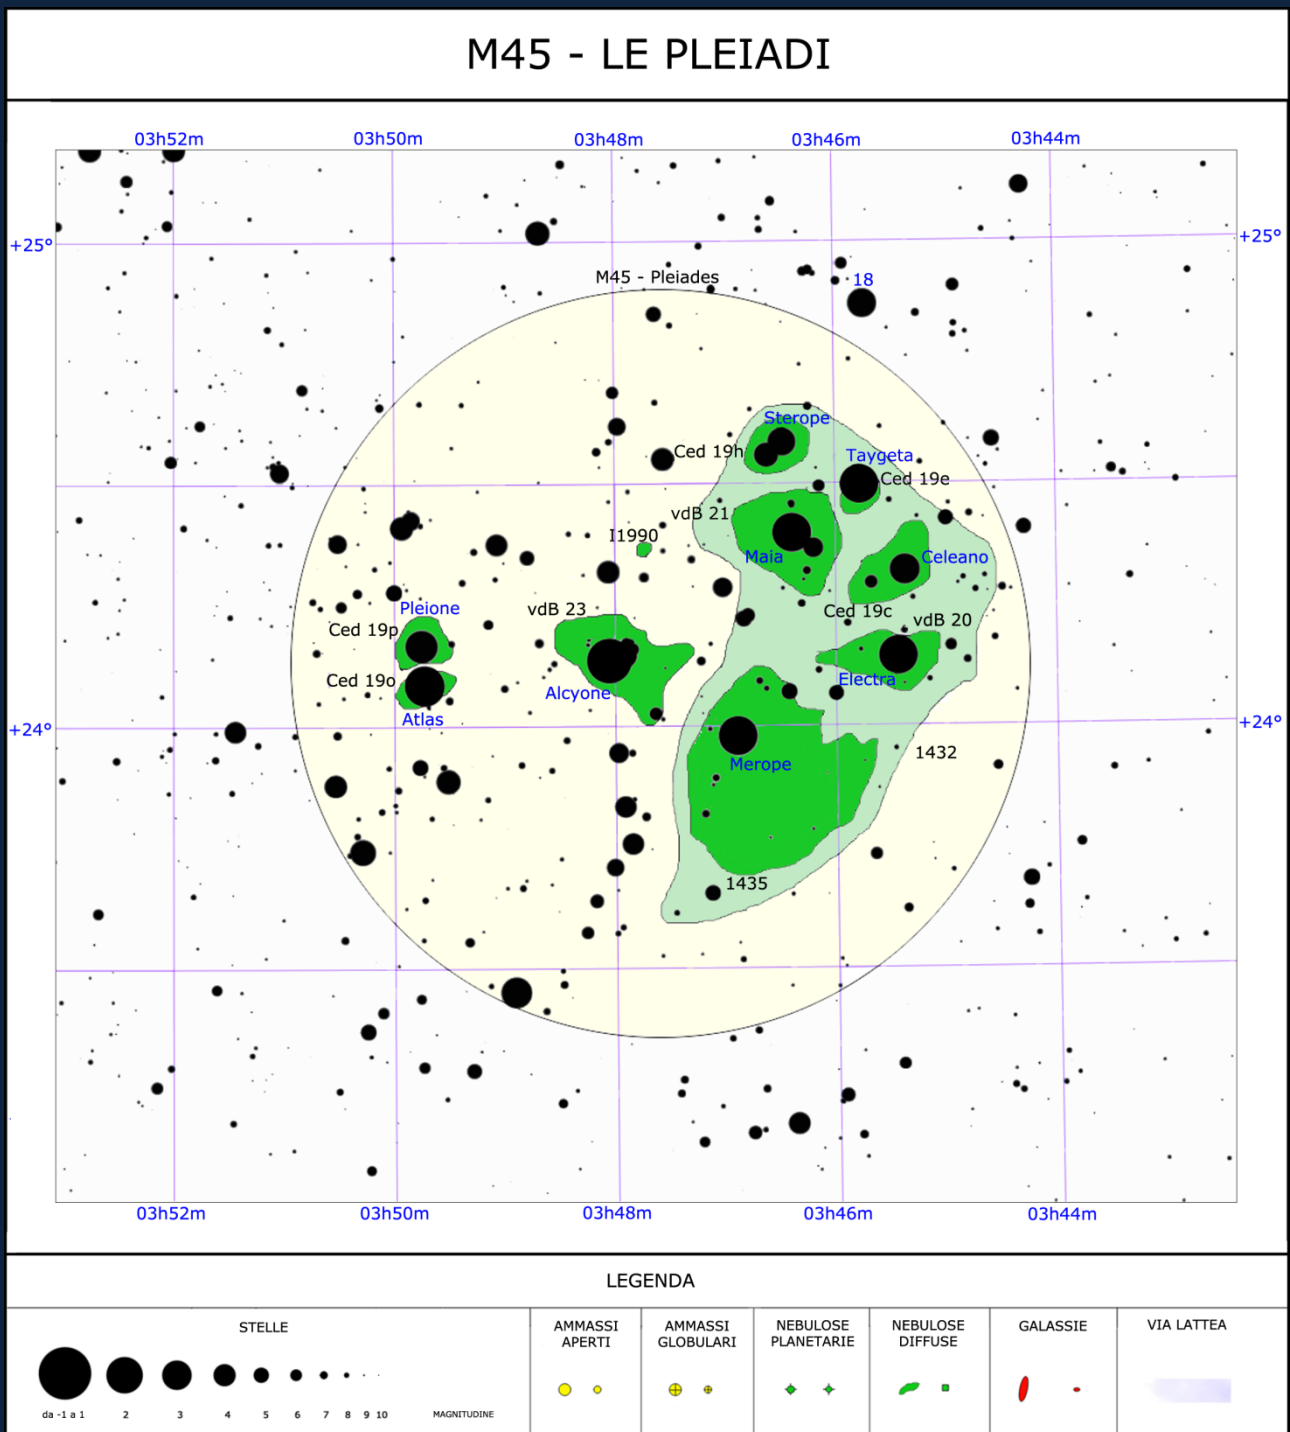 M45 - LE PLEIADI
03h52m 03h50m 03h48m 03h46m 03h44m
+25° +25°
M45 - Pleiades
18
Sterope
Ced 19h
Taygeta
Ced 19e
vdB 21
I1990
Maia
Celeano
Pleione
vdB 23
Ced 19c
vdB 20
Ced 19p
Ced 19o
Electra
Alcyone
Atlas
+24° +24°
1432
Merope
1435
03h52m 03h50m 03h48m 03h46m 03h44m
LEGENDA
STELLE
da -1 a 1 2 3 4 5 6 7 8 9 10 MAGNITUDINE
AMMASSI
APERTI
AMMASSI
GLOBULARI
NEBULOSE
PLANETARIE
NEBULOSE
DIFFUSE
GALASSIE
VIA LATTEA